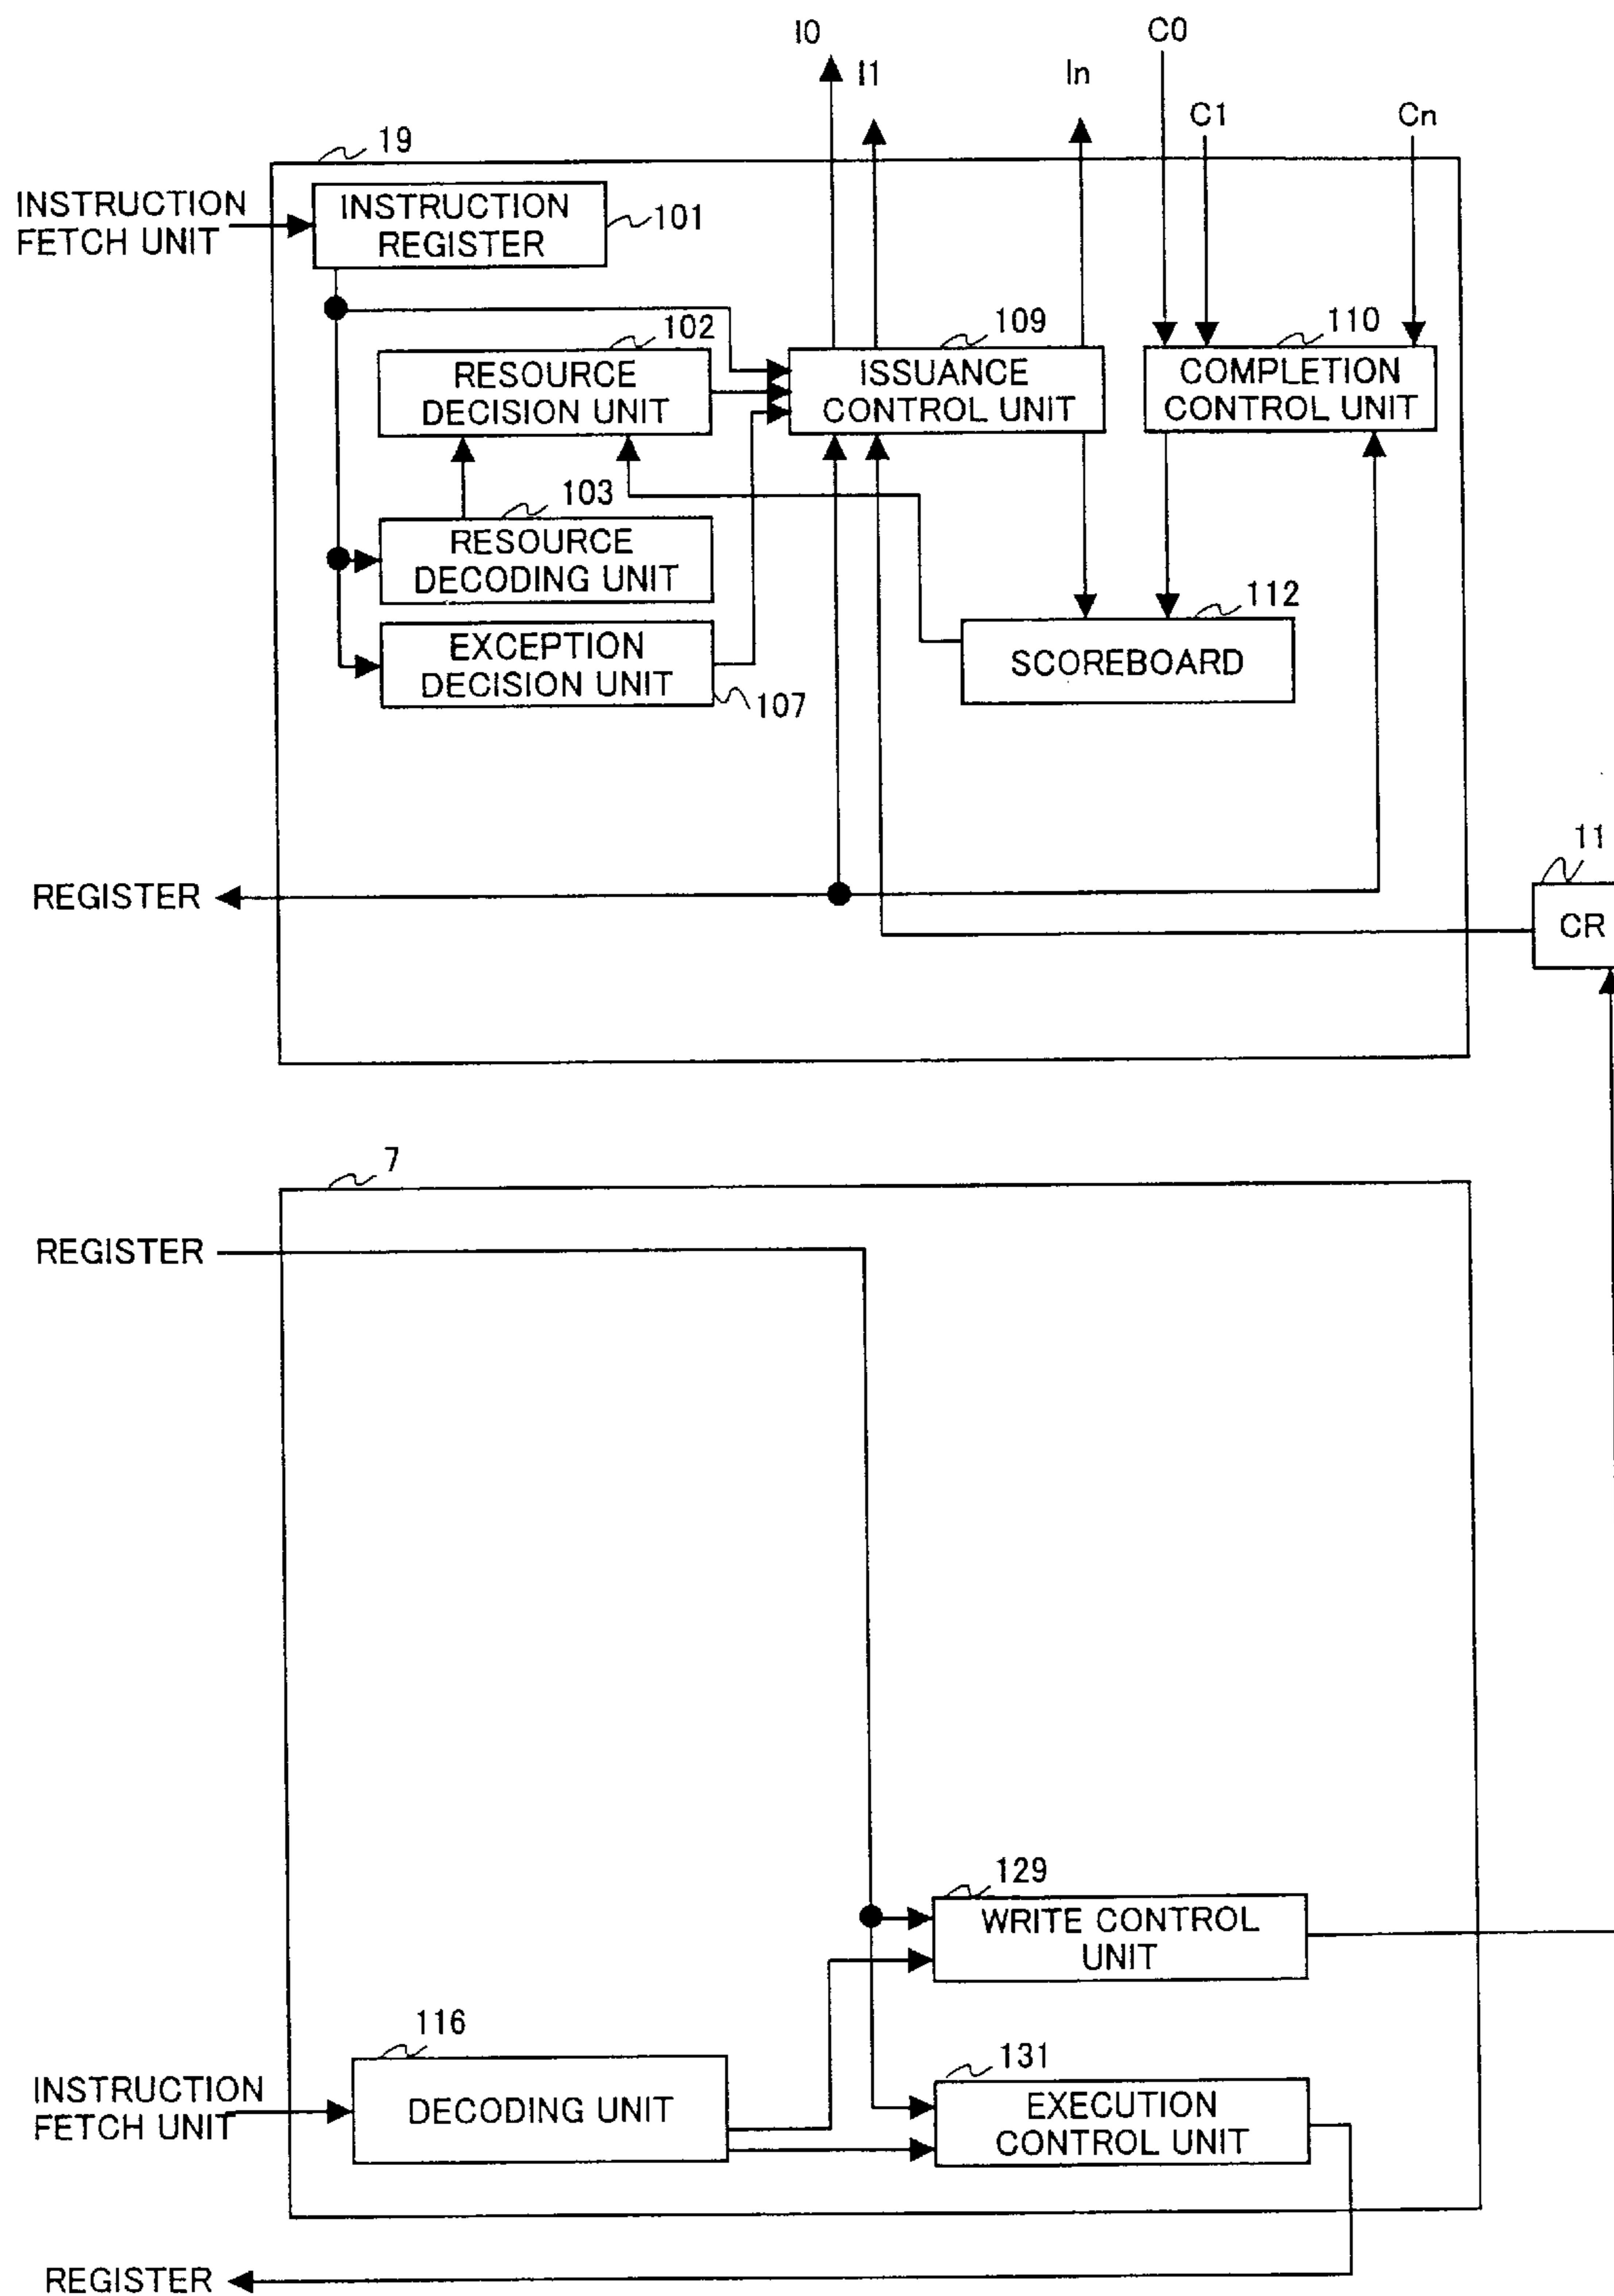 I0
I1
In
C0
C1
Cn
19
INSTRUCTION
FETCH UNIT
INSTRUCTION
REGISTER
101
102
RESOURCE
DECISION UNIT
109
ISSUANCE
CONTROL UNIT
110
COMPLETION
CONTROL UNIT
103
RESOURCE
DECODING UNIT
EXCEPTION
DECISION UNIT
107
112
SCOREBOARD
REGISTER
11
CR
7
REGISTER
129
WRITE CONTROL
UNIT
116
INSTRUCTION
FETCH UNIT
DECODING UNIT
131
EXECUTION
CONTROL UNIT
REGISTER